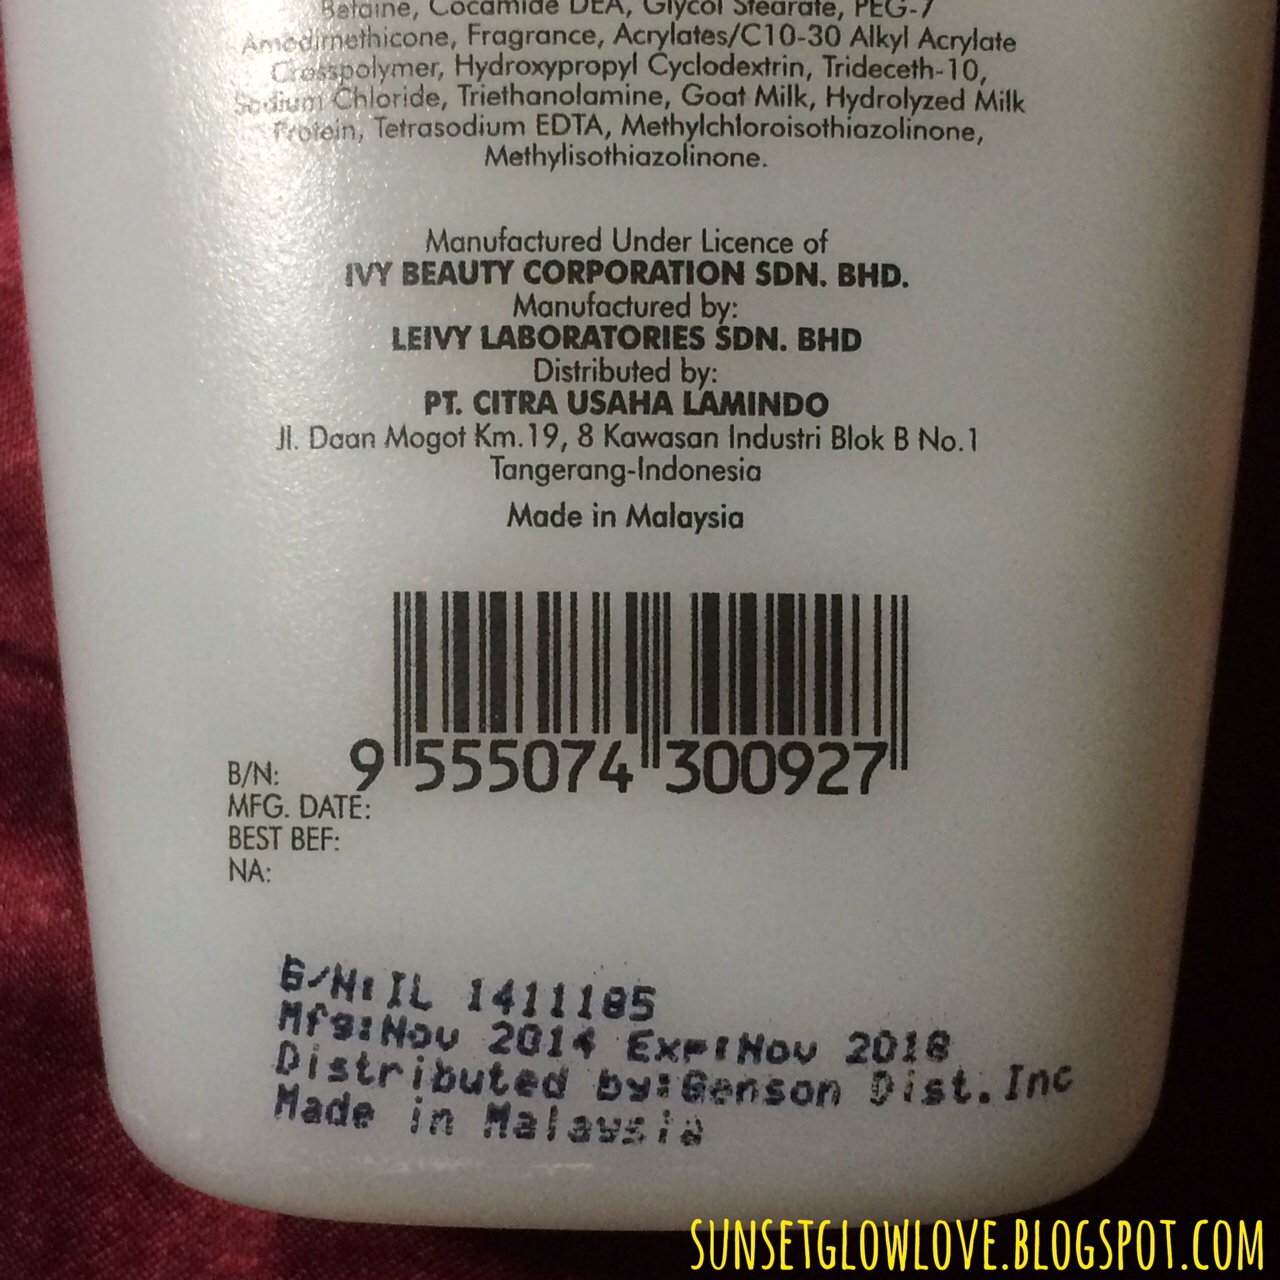 Betaine, Cocamide DEA, Glycol Stearate, PEG-7
Amodimethicone, Fragrance, Acrylates/C10-30 Alkyl Acrylate
Crosspolymer, Hydroxypropyl Cyclodextrin, Trideceth-10,
Sodium Chloride, Triethanolamine, Goat Milk, Hydrolyzed Milk
Protein, Tetrasodium EDTA, Methylchloroisothiazolinone,
Methylisothiazolinone.
Manufactured Under Licence of
IVY BEAUTY CORPORATION SDN. BHD.
Manufactured by:
LEIVY LABORATORIES SDN. BHD
Distributed by:
PT. CITRA USAHA LAMINDO
Jl. Daan Mogot Km.19, 8 Kawasan Industri Blok B No.1
Tangerang-Indonesia
Made in Malaysia
9 555074 300927
B/N:
MFG. DATE:
BEST BEF:
NA:
B/N:IL 1411185
Mfg:Nov 2014 Exp:Nov 2018
Distributed by:Genson Dist.Inc
Made in Malaysia
SUNSETGLOWLOVE.BLOGSPOT.COM